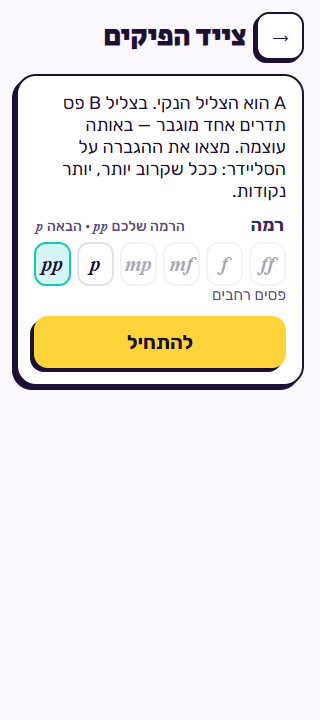 → צייד הפיקים
A הוא הצליל הנקי. בצליל B פס
תדרים אחד מוגבר – באותה
עוצמה. מצאו את ההגברה על
הסליידר: ככל שקרוב יותר, יותר
נקודות.
רמה הרמה שלכם pp • הבאה p
ff f mf mp p pp
פסים רחבים
להתחיל